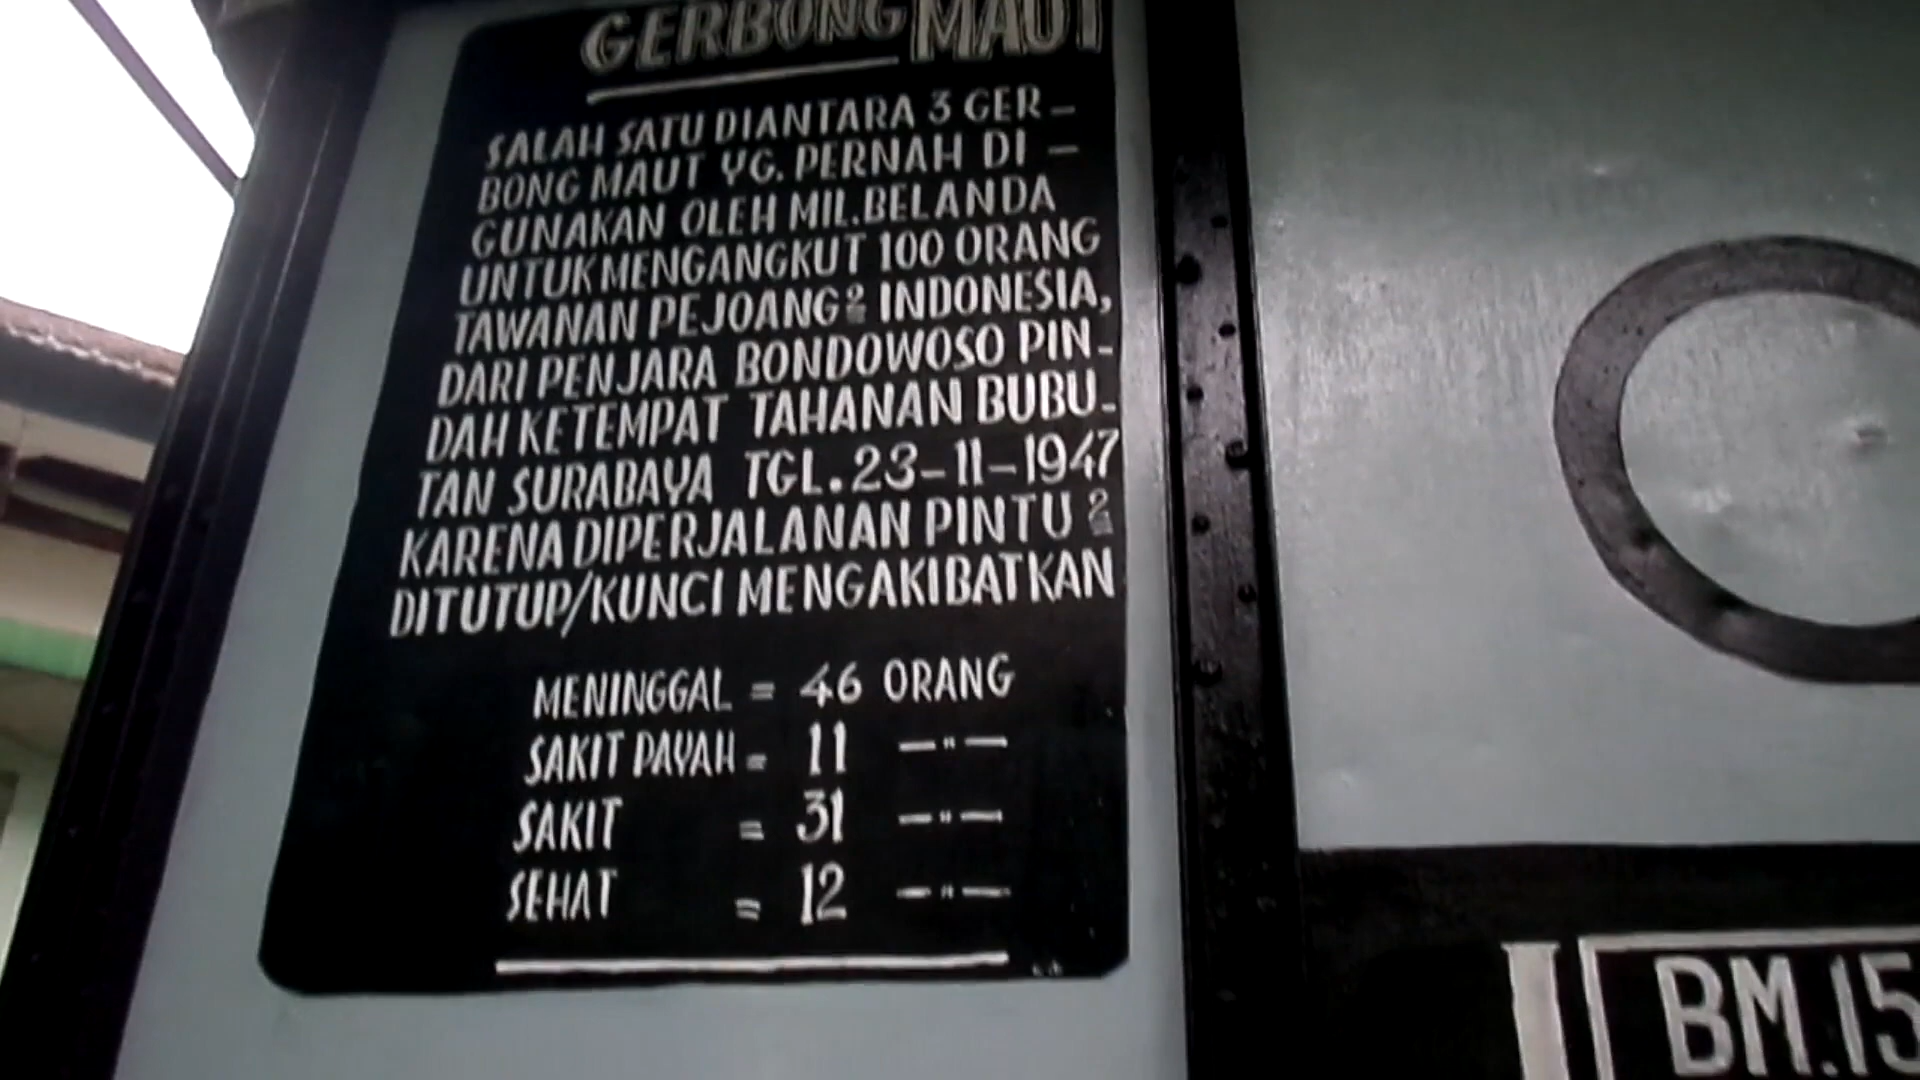 GERBONG MAUT
SALAH SATU DIANTARA 3 GER-
BONG MAUT YG. PERNAH DI-
GUNAKAN OLEH MIL. BELANDA
UNTUK MENGANGKUT 100 ORANG
TAWANAN PEJOANG² INDONESIA,
DARI PENJARA BONDOWOSO PIN-
DAH KETEMPAT TAHANAN BUBU-
TAN SURABAYA TGL. 23-11-1947
KARENA DIPERJALANAN PINTU²
DITUTUP/KUNCI MENGAKIBATKAN
MENINGGAL = 46 ORANG
SAKIT PAYAH = 11 —"—
SAKIT = 31 —"—
SEHAT = 12 —"—
BM.15